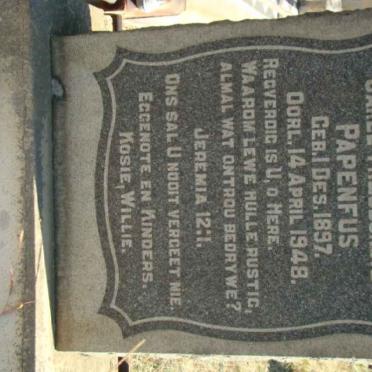 PAPENFUS
GEB. 1 DES. 1897.
OORL. 14 APRIL 1948.
REGVERDIG IS U, O HERE.
WAAROM LEWE HULLE RUSTIG,
ALMAL WAT ONTROU BEDRYWE?
JEREMIA 12:1.
ONS SAL U NOOIT VERGEET NIE.
EGGENOTE EN KINDERS.
KOSIE, WILLIE.